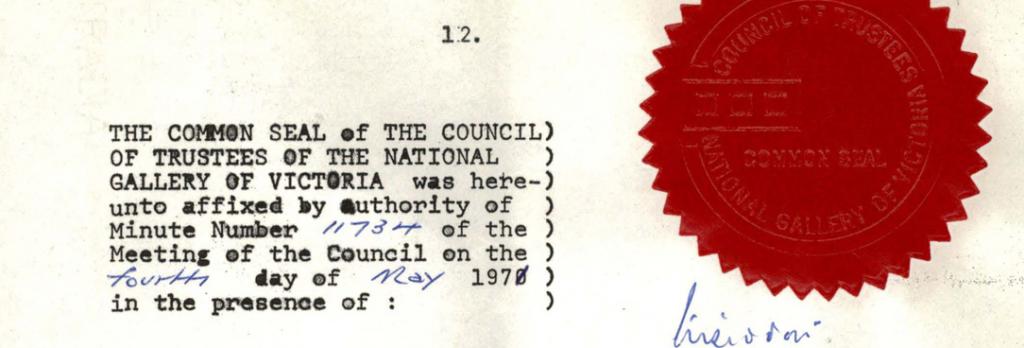 12.
THE COMMON SEAL of THE COUNCIL)
OF TRUSTEES OF THE NATIONAL )
GALLERY OF VICTORIA was here-)
unto affixed by authority of )
Minute Number 11734 of the )
Meeting of the Council on the )
fourth day of May 1970 )
in the presence of : )
COUNCIL OF TRUSTEES
NATIONAL GALLERY OF VICTORIA
COMMON SEAL